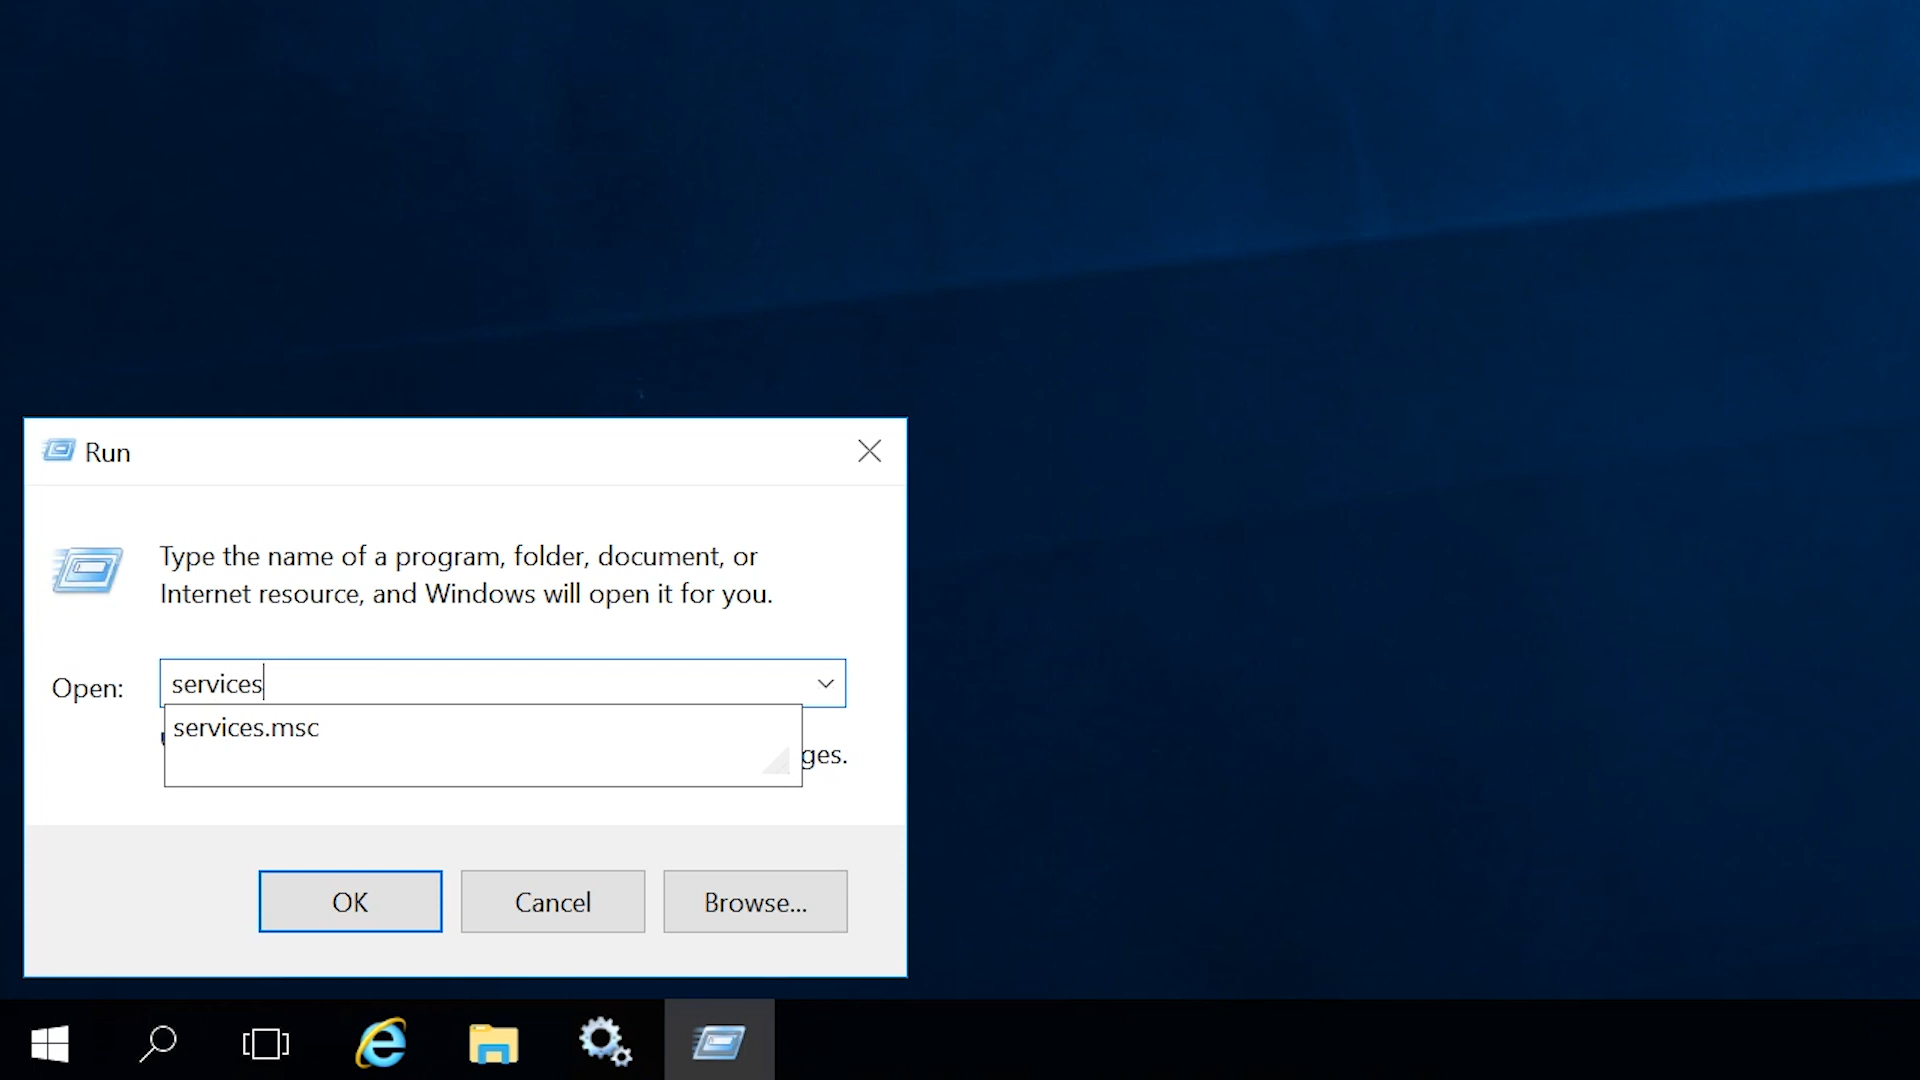 Run
Type the name of a program, folder, document, or
Internet resource, and Windows will open it for you.
Open: services
services.msc
ges.
OK Cancel Browse...